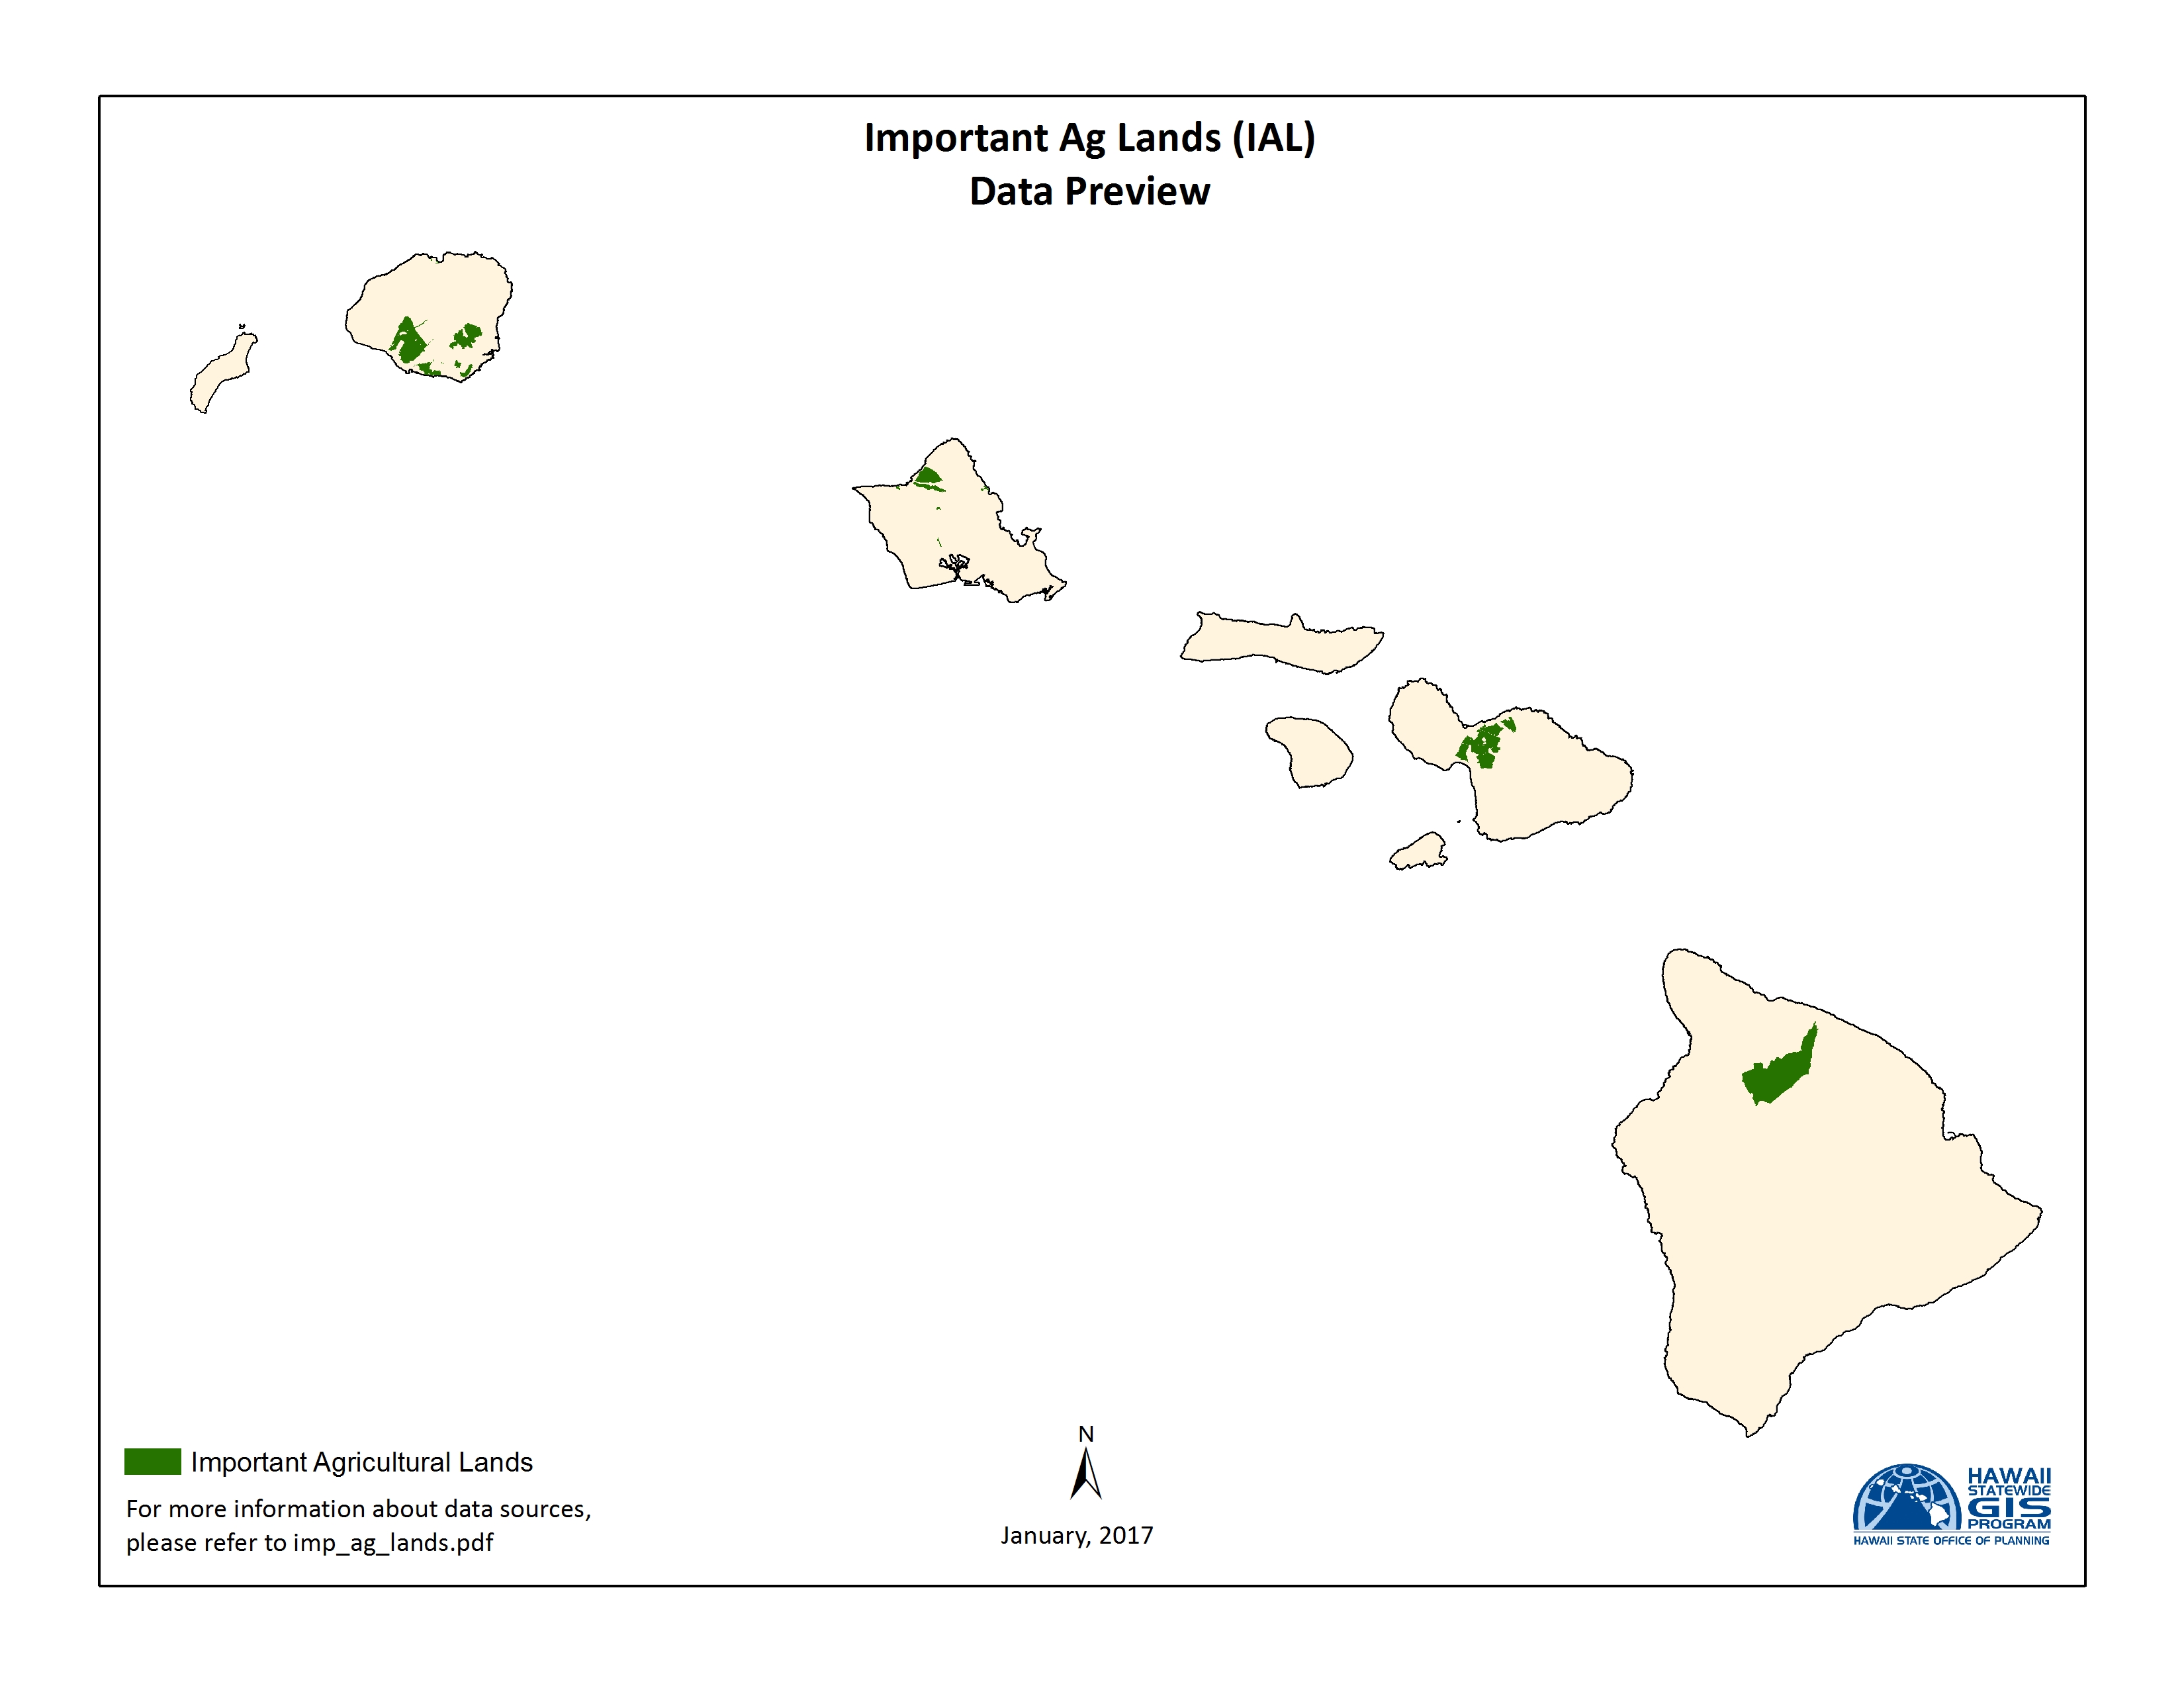 Important Ag Lands (IAL)
Data Preview
Important Agricultural Lands
For more information about data sources,
please refer to imp_ag_lands.pdf
N
January, 2017
HAWAII
STATEWIDE
GIS
PROGRAM
HAWAII STATE OFFICE OF PLANNING